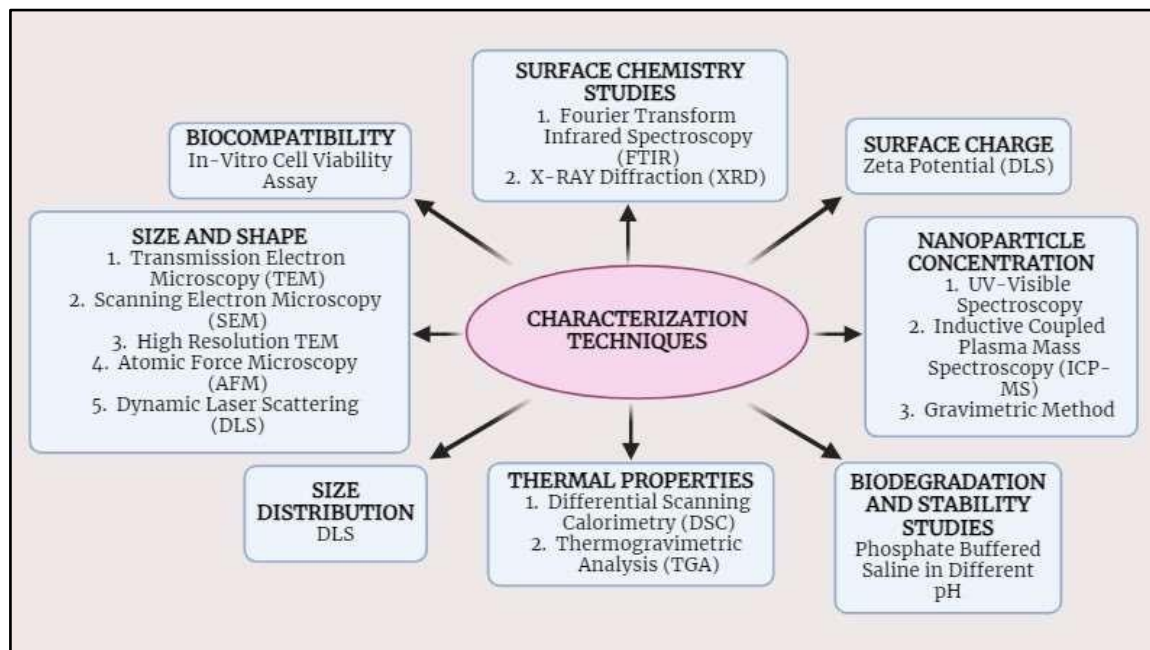 SURFACE CHEMISTRY
STUDIES
1. Fourier Transform
Infrared Spectroscopy
(FTIR)
2. X-RAY Diffraction (XRD)
BIOCOMPATIBILITY
In-Vitro Cell Viability
Assay
SURFACE CHARGE
Zeta Potential (DLS)
SIZE AND SHAPE
1. Transmission Electron
Microscopy (TEM)
2. Scanning Electron Microscopy
(SEM)
3. High Resolution TEM
4. Atomic Force Microscopy
(AFM)
5. Dynamic Laser Scattering
(DLS)
CHARACTERIZATION
TECHNIQUES
NANOPARTICLE
CONCENTRATION
1. UV-Visible
Spectroscopy
2. Inductive Coupled
Plasma Mass
Spectroscopy (ICP-
MS)
3. Gravimetric Method
SIZE
DISTRIBUTION
DLS
THERMAL PROPERTIES
1. Differential Scanning
Calorimetry (DSC)
2. Thermogravimetric
Analysis (TGA)
BIODEGRADATION
AND STABILITY
STUDIES
Phosphate Buffered
Saline in Different
pH